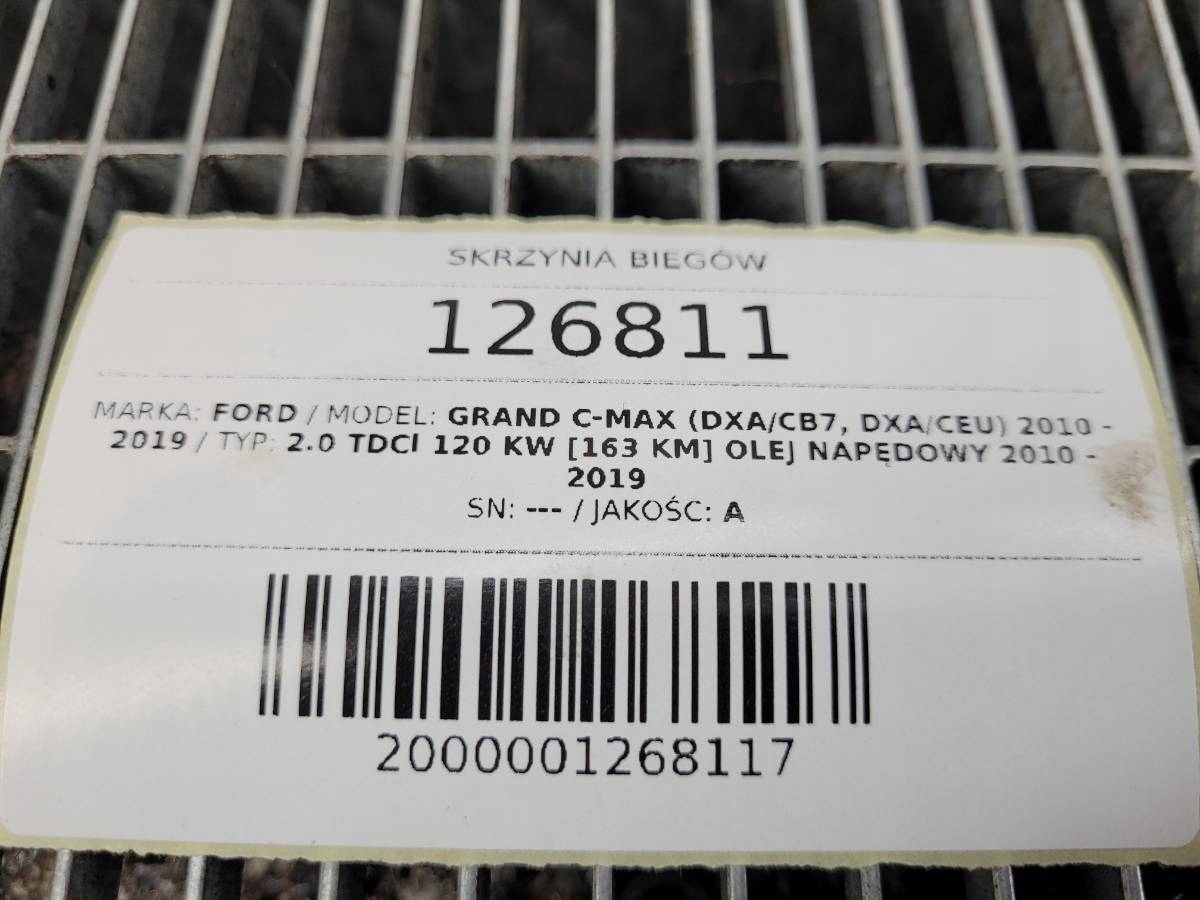 SKRZYNIA BIEGÓW
126811
MARKA: FORD / MODEL: GRAND C-MAX (DXA/CB7, DXA/CEU) 2010 -
2019 / TYP: 2.0 TDCI 120 KW [163 KM] OLEJ NAPĘDOWY 2010 -
2019
SN: --- / JAKOŚĆ: A
2000001268117